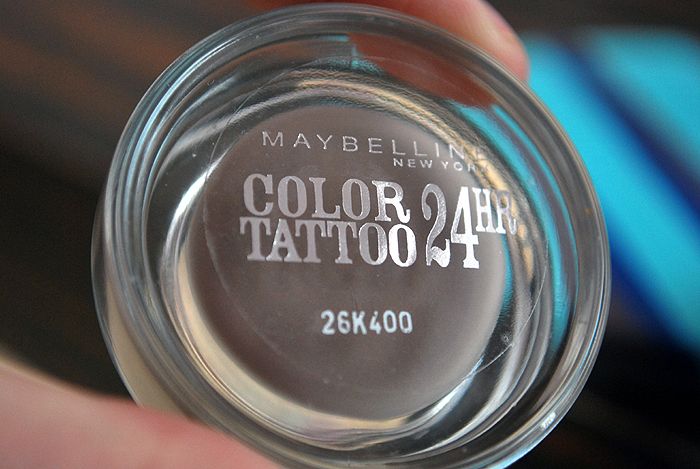 MAYBELLINE
NEW YORK
COLOR TATTOO 24HR
26K400